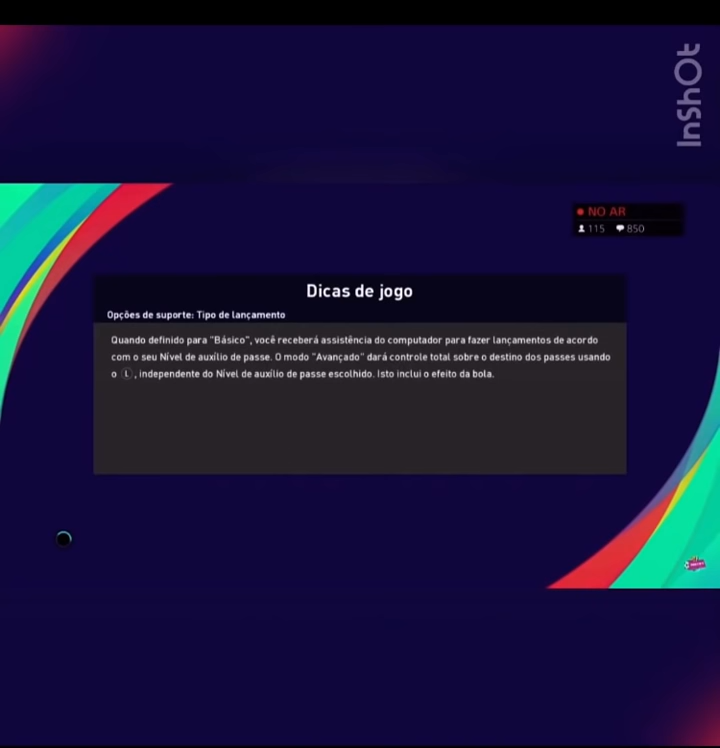 InShOt
NO AR
115 850
Dicas de jogo
Opções de suporte: Tipo de lançamento
Quando definido para "Básico", você receberá assistência do computador para fazer lançamentos de acordo
com o seu Nível de auxílio de passe. O modo "Avançado" dará controle total sobre o destino dos passes usando
o L, independente do Nível de auxílio de passe escolhido. Isto inclui o efeito da bola.